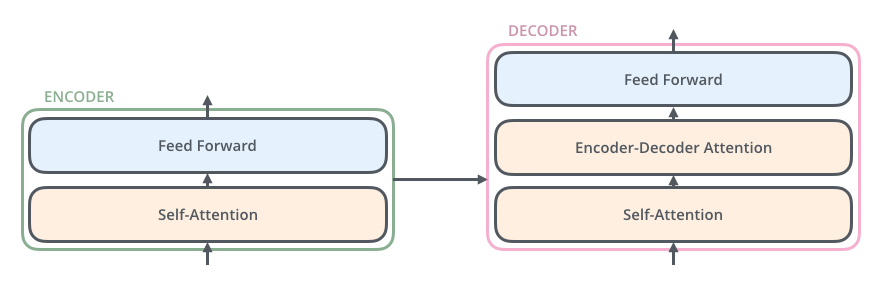 ENCODER
Feed Forward
Self-Attention
DECODER
Feed Forward
Encoder-Decoder Attention
Self-Attention